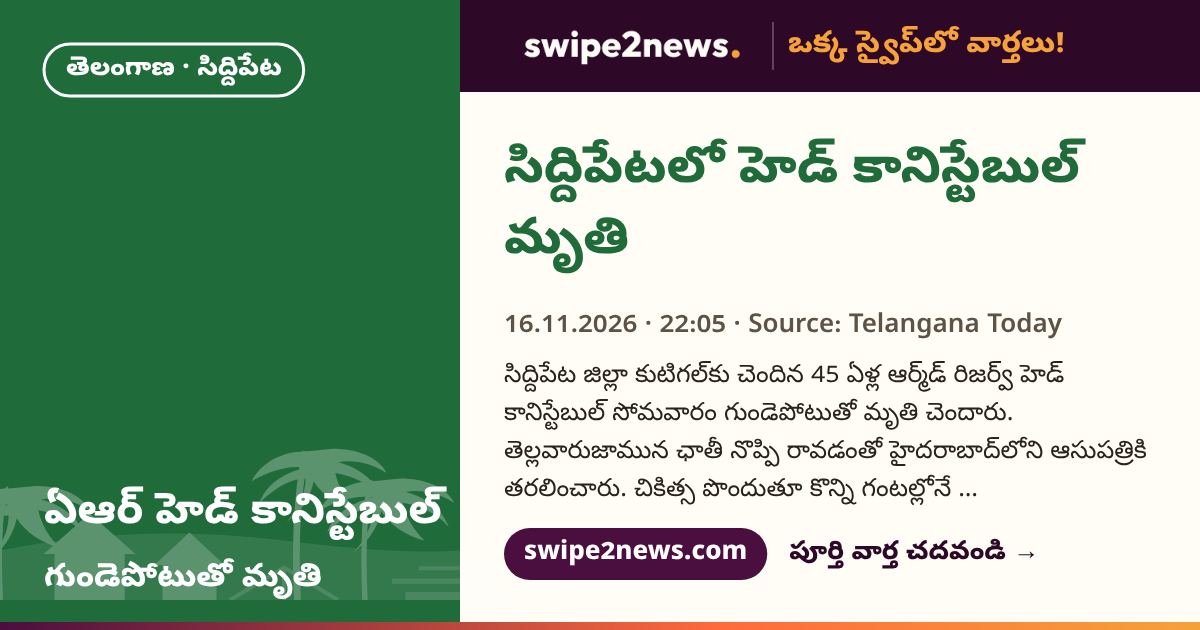 తెలంగాణ · సిద్దిపేట
swipe2news.
ఒక్క స్వైప్‌లో వార్తలు!
సిద్దిపేటలో హెడ్ కానిస్టేబుల్
మృతి
16.11.2026 · 22:05 · Source: Telangana Today
సిద్దిపేట జిల్లా కుటిగల్‌కు చెందిన 45 ఏళ్ల ఆర్మ్‌డ్ రిజర్వ్ హెడ్
కానిస్టేబుల్ సోమవారం గుండెపోటుతో మృతి చెందారు.
తెల్లవారుజామున ఛాతీ నొప్పి రావడంతో హైదరాబాద్‌లోని ఆసుపత్రికి
తరలించారు. చికిత్స పొందుతూ కొన్ని గంటల్లోనే ...
ఏఆర్ హెడ్ కానిస్టేబుల్
గుండెపోటుతో మృతి
swipe2news.com
పూర్తి వార్త చదవండి →